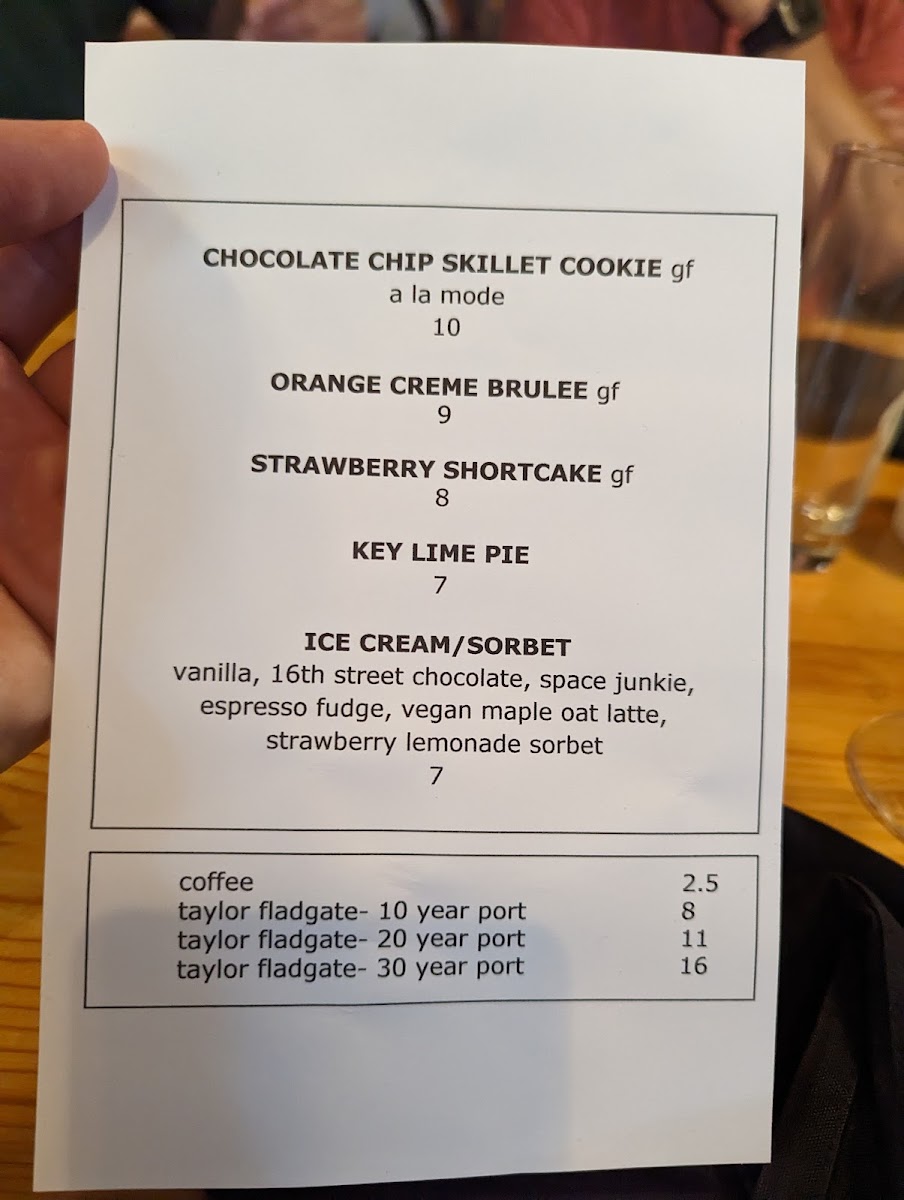 CHOCOLATE CHIP SKILLET COOKIE gf
a la mode
10
ORANGE CREME BRULEE gf
9
STRAWBERRY SHORTCAKE gf
8
KEY LIME PIE
7
ICE CREAM/SORBET
vanilla, 16th street chocolate, space junkie,
espresso fudge, vegan maple oat latte,
strawberry lemonade sorbet
7
coffee 2.5
taylor fladgate- 10 year port 8
taylor fladgate- 20 year port 11
taylor fladgate- 30 year port 16